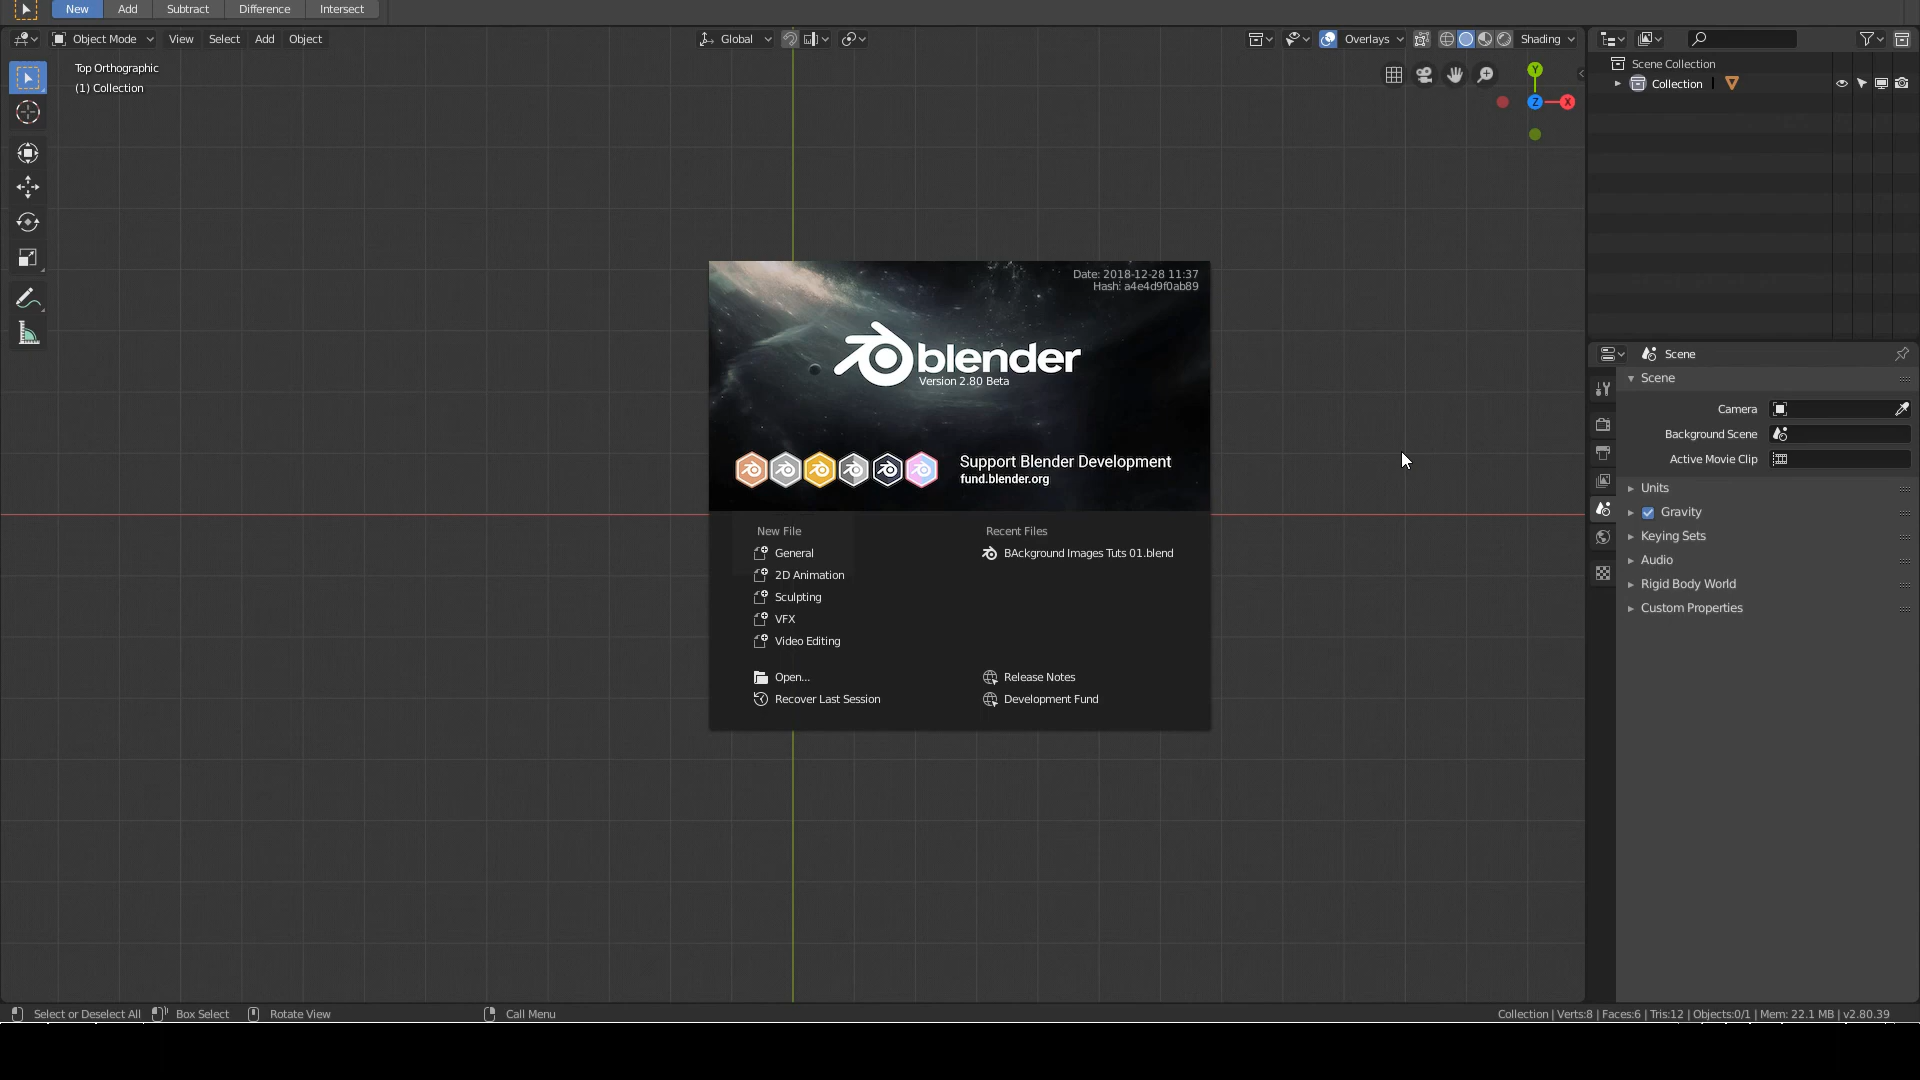 New Add Subtract Difference Intersect
Object Mode View Select Add Object Global Overlays Shading
Top Orthographic
(1) Collection
Y
Z X
Scene Collection
Collection
Date: 2018-12-28 11:37
Hash: a4e4d9f0ab89
blender
Version 2.80 Beta
Support Blender Development
fund.blender.org
New File
General
2D Animation
Sculpting
VFX
Video Editing
Open...
Recover Last Session
Recent Files
BAckground Images Tuts 01.blend
Release Notes
Development Fund
Scene
Scene
Camera
Background Scene
Active Movie Clip
Units
Gravity
Keying Sets
Audio
Rigid Body World
Custom Properties
Select or Deselect All Box Select Rotate View Call Menu Collection | Verts:8 | Faces:6 | Tris:12 | Objects:0/1 | Mem: 22.1 MB | v2.80.39